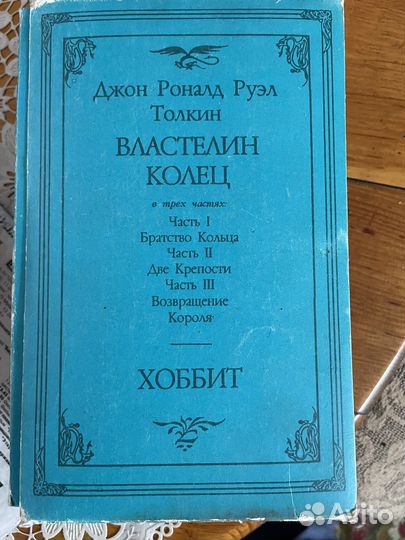 Джон Роналд Руэл
Толкин
ВЛАСТЕЛИН
КОЛЕЦ
в трех частях:
Часть I
Братство Кольца
Часть II
Две Крепости
Часть III
Возвращение
Короля
ХОББИТ
Avito